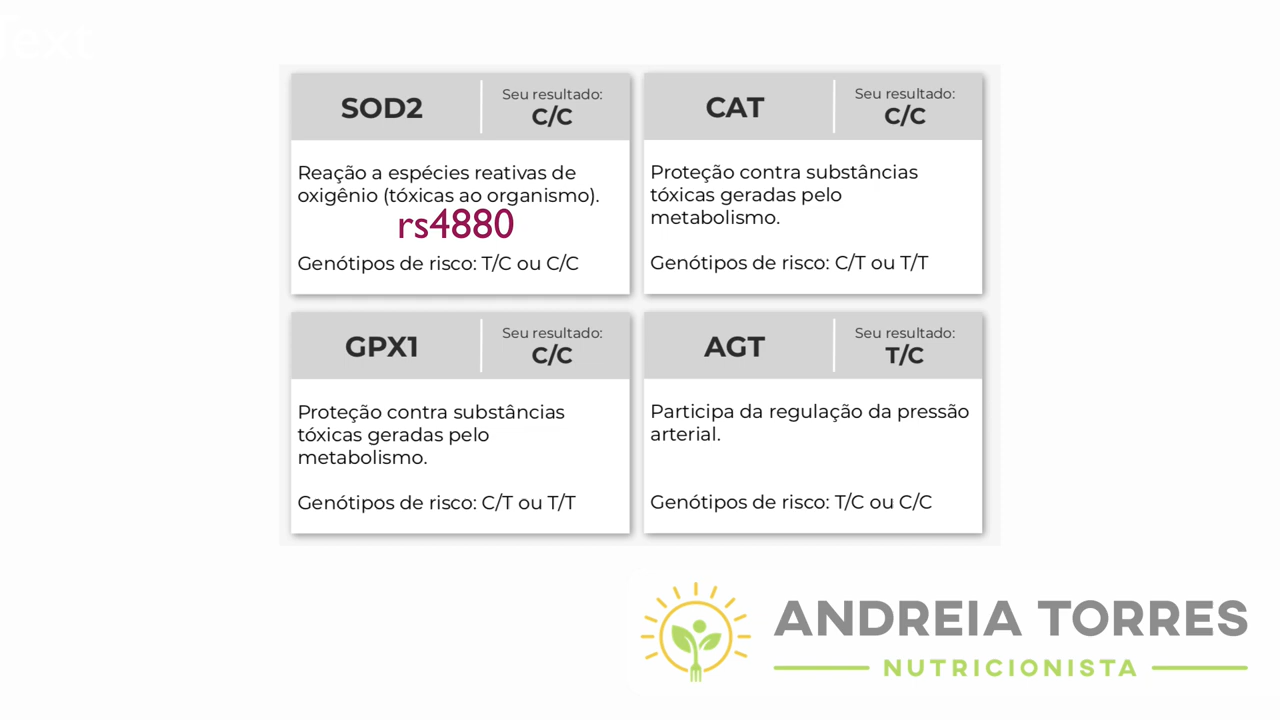 Text
SOD2
Seu resultado:
C/C
Reação a espécies reativas de
oxigênio (tóxicas ao organismo).
rs4880
Genótipos de risco: T/C ou C/C
CAT
Seu resultado:
C/C
Proteção contra substâncias
tóxicas geradas pelo
metabolismo.
Genótipos de risco: C/T ou T/T
GPX1
Seu resultado:
C/C
Proteção contra substâncias
tóxicas geradas pelo
metabolismo.
Genótipos de risco: C/T ou T/T
AGT
Seu resultado:
T/C
Participa da regulação da pressão
arterial.
Genótipos de risco: T/C ou C/C
ANDREIA TORRES
NUTRICIONISTA